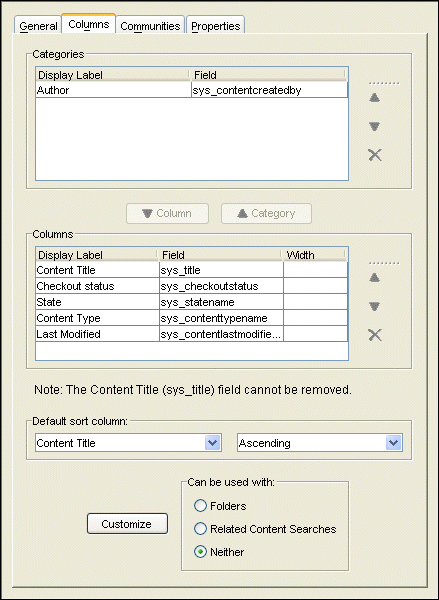 General Columns Communities Properties
Categories
Display Label Field
Author sys_contentcreatedby
Column Category
Columns
Display Label Field Width
Content Title sys_title
Checkout status sys_checkoutstatus
State sys_statename
Content Type sys_contenttypename
Last Modified sys_contentlastmodifie...
Note: The Content Title (sys_title) field cannot be removed.
Default sort column:
Content Title Ascending
Can be used with:
Folders
Customize Related Content Searches
Neither